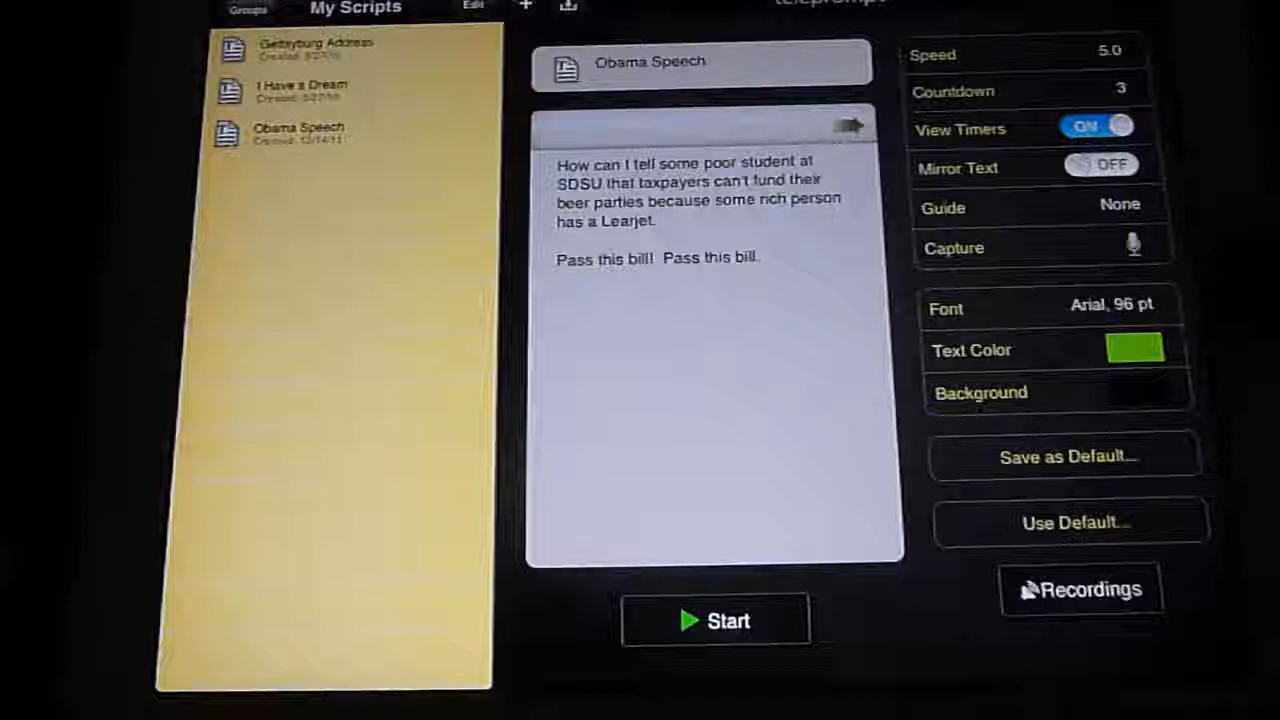 Groups
My Scripts
Edit
+
Gettsyburg Address
I Have a Dream
Obama Speech
Obama Speech
How can I tell some poor student at
SDSU that taxpayers can't fund their
beer parties because some rich person
has a Learjet.
Pass this bill! Pass this bill.
Start
Speed 5.0
Countdown 3
View Timers ON
Mirror Text OFF
Guide None
Capture
Font Arial, 96 pt
Text Color
Background
Save as Default...
Use Default...
Recordings